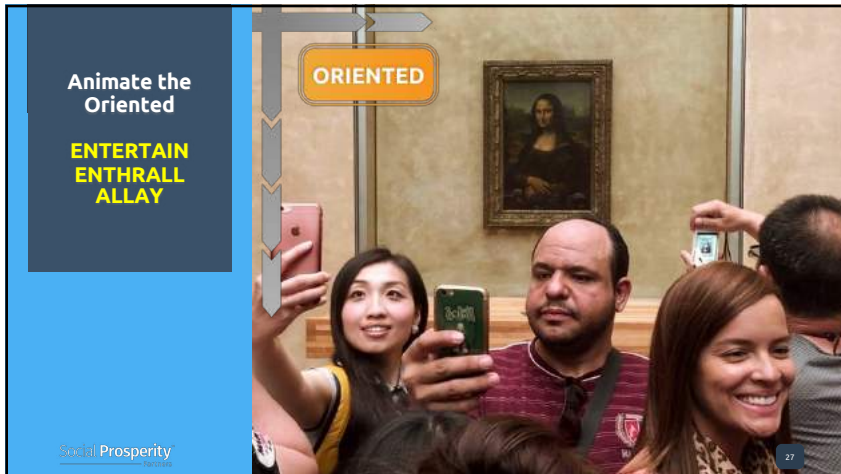 Animate the
Oriented
ENTERTAIN
ENTHRALL
ALLAY
ORIENTED
Social Prosperity
27